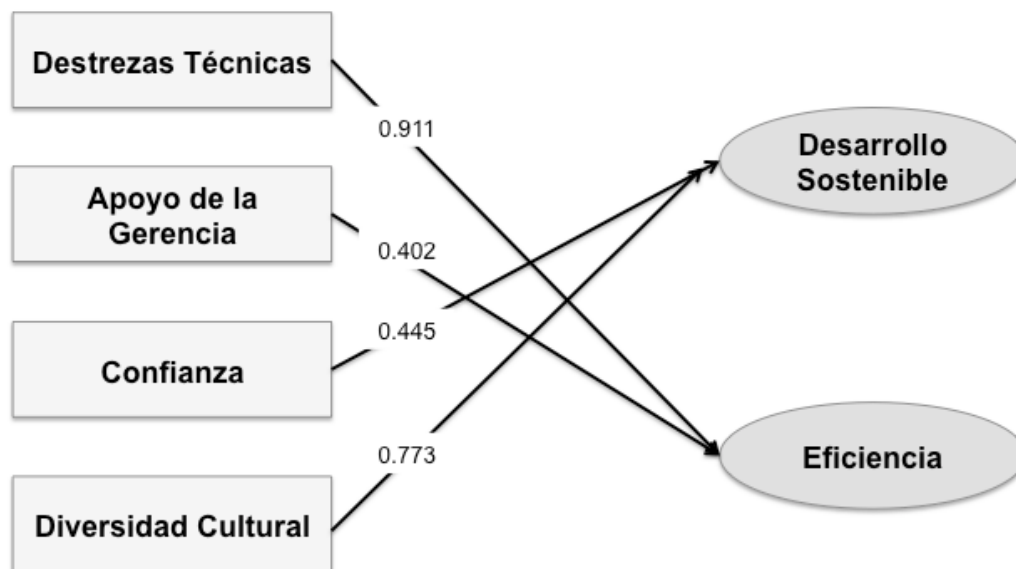 Destrezas Técnicas
0.911
Apoyo de la
Gerencia
0.402
Confianza
0.445
Diversidad Cultural
0.773
Desarrollo
Sostenible
Eficiencia